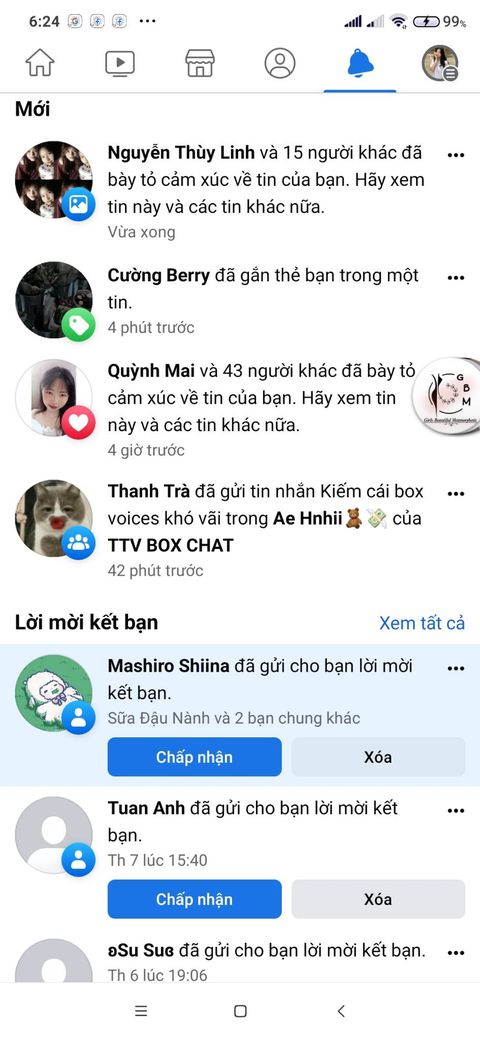 6:24
99%
Mới
Nguyễn Thùy Linh và 15 người khác đã
bày tỏ cảm xúc về tin của bạn. Hãy xem
tin này và các tin khác nữa.
Vừa xong
Cường Berry đã gắn thẻ bạn trong một
tin.
4 phút trước
Quỳnh Mai và 43 người khác đã bày tỏ
cảm xúc về tin của bạn. Hãy xem tin
này và các tin khác nữa.
4 giờ trước
G
B
M
Girls Beautiful Metamorphosis
Thanh Trà đã gửi tin nhắn Kiếm cái box
voices khó vãi trong Ae Hnhii🧸💸 của
TTV BOX CHAT
42 phút trước
Lời mời kết bạn
Xem tất cả
Mashiro Shiina đã gửi cho bạn lời mời
kết bạn.
Sữa Đậu Nành và 2 bạn chung khác
Chấp nhận
Xóa
Tuan Anh đã gửi cho bạn lời mời kết
bạn.
Th 7 lúc 15:40
Chấp nhận
Xóa
ʚSu Suɞ đã gửi cho bạn lời mời kết bạn.
Th 6 lúc 19:06